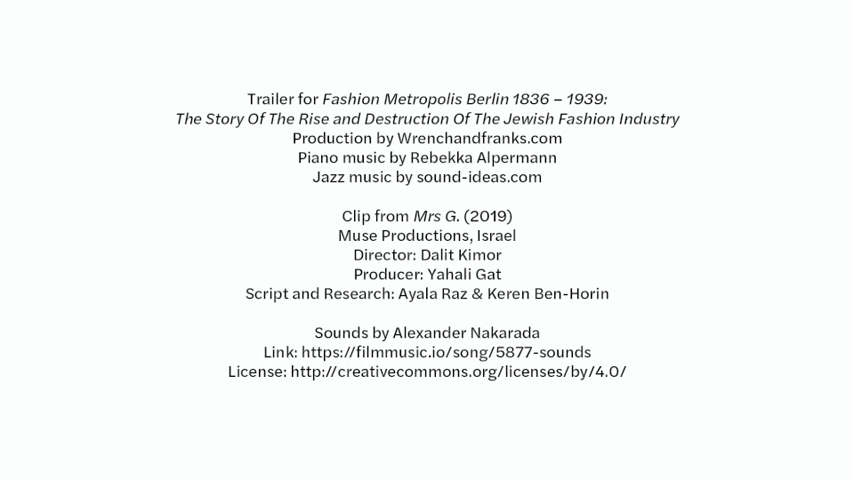 Trailer for Fashion Metropolis Berlin 1836 – 1939:
The Story Of The Rise and Destruction Of The Jewish Fashion Industry
Production by Wrenchandfranks.com
Piano music by Rebekka Alpermann
Jazz music by sound-ideas.com
Clip from Mrs G. (2019)
Muse Productions, Israel
Director: Dalit Kimor
Producer: Yahali Gat
Script and Research: Ayala Raz & Keren Ben-Horin
Sounds by Alexander Nakarada
Link: https://filmmusic.io/song/5877-sounds
License: http://creativecommons.org/licenses/by/4.0/